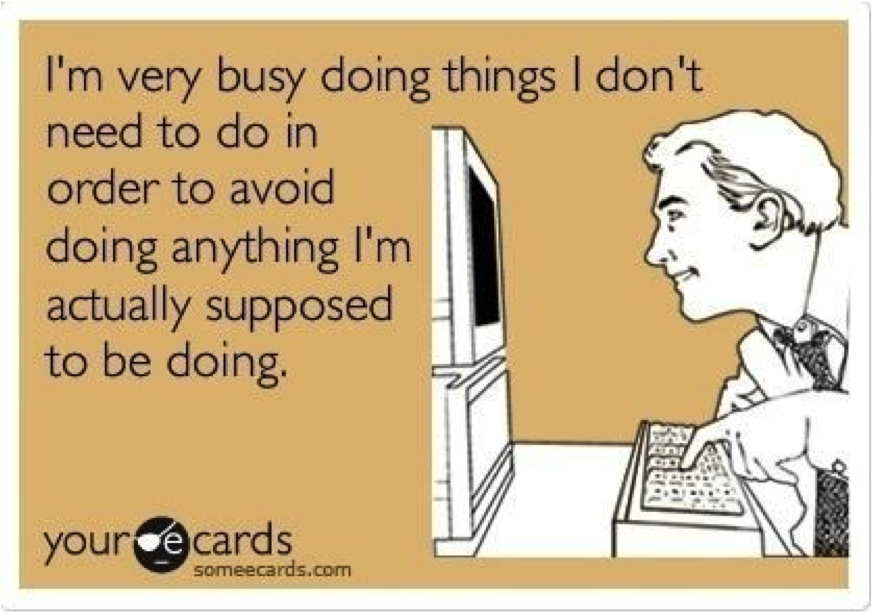 I'm very busy doing things I don't
need to do in
order to avoid
doing anything I'm
actually supposed
to be doing.
your e cards
someecards.com